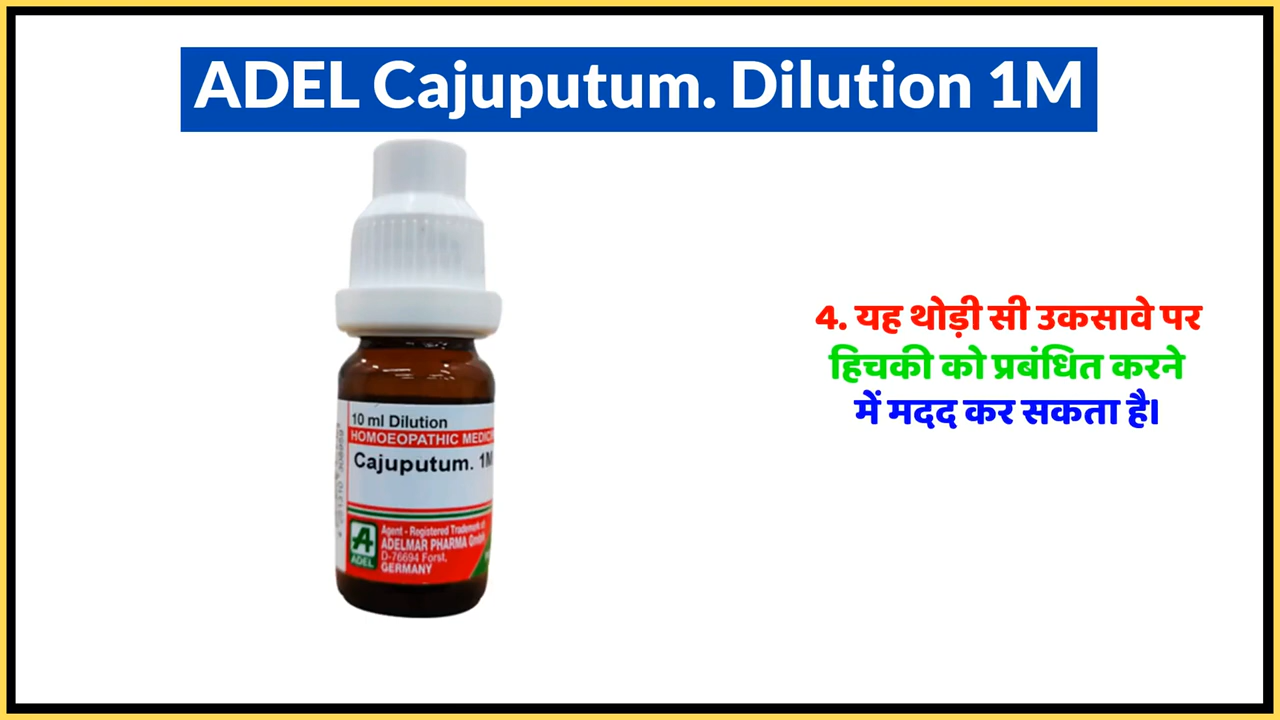 ADEL Cajuputum. Dilution 1M
10 ml Dilution
HOMOEOPATHIC
Cajuputum. 1M
Agent - Registered Trademark of
ADELMAR PHARMA GmbH
D-76694 Forst,
GERMANY
ADEL
4. यह थोड़ी सी उकसावे पर
हिचकी को प्रबंधित करने
में मदद कर सकता है।